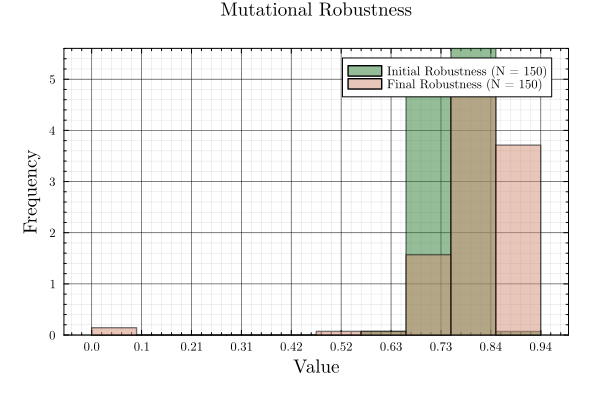 Mutational Robustness
Initial Robustness (N = 150)
Final Robustness (N = 150)
Frequency
5
4
3
2
1
0
0.0 0.1 0.21 0.31 0.42 0.52 0.63 0.73 0.84 0.94
Value